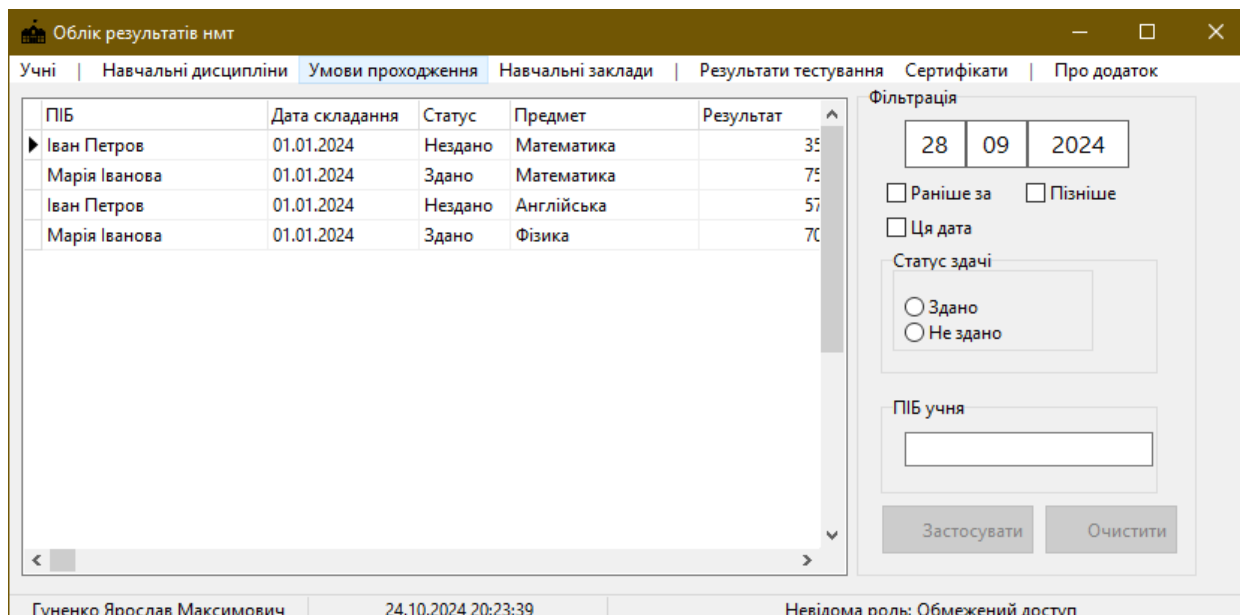 Облік результатів нмт
Учні | Навчальні дисципліни Умови проходження Навчальні заклади | Результати тестування Сертифікати | Про додаток
ПІБ Дата складання Статус Предмет Результат
Іван Петров 01.01.2024 Нездано Математика 35
Марія Іванова 01.01.2024 Здано Математика 75
Іван Петров 01.01.2024 Нездано Англійська 57
Марія Іванова 01.01.2024 Здано Фізика 70
Фільтрація
28 09 2024
Раніше за Пізніше
Ця дата
Статус здачі
Здано
Не здано
ПІБ учня
Застосувати Очистити
Гуненко Ярослав Максимович 24.10.2024 20:23:39 Невідома роль: Обмежений доступ